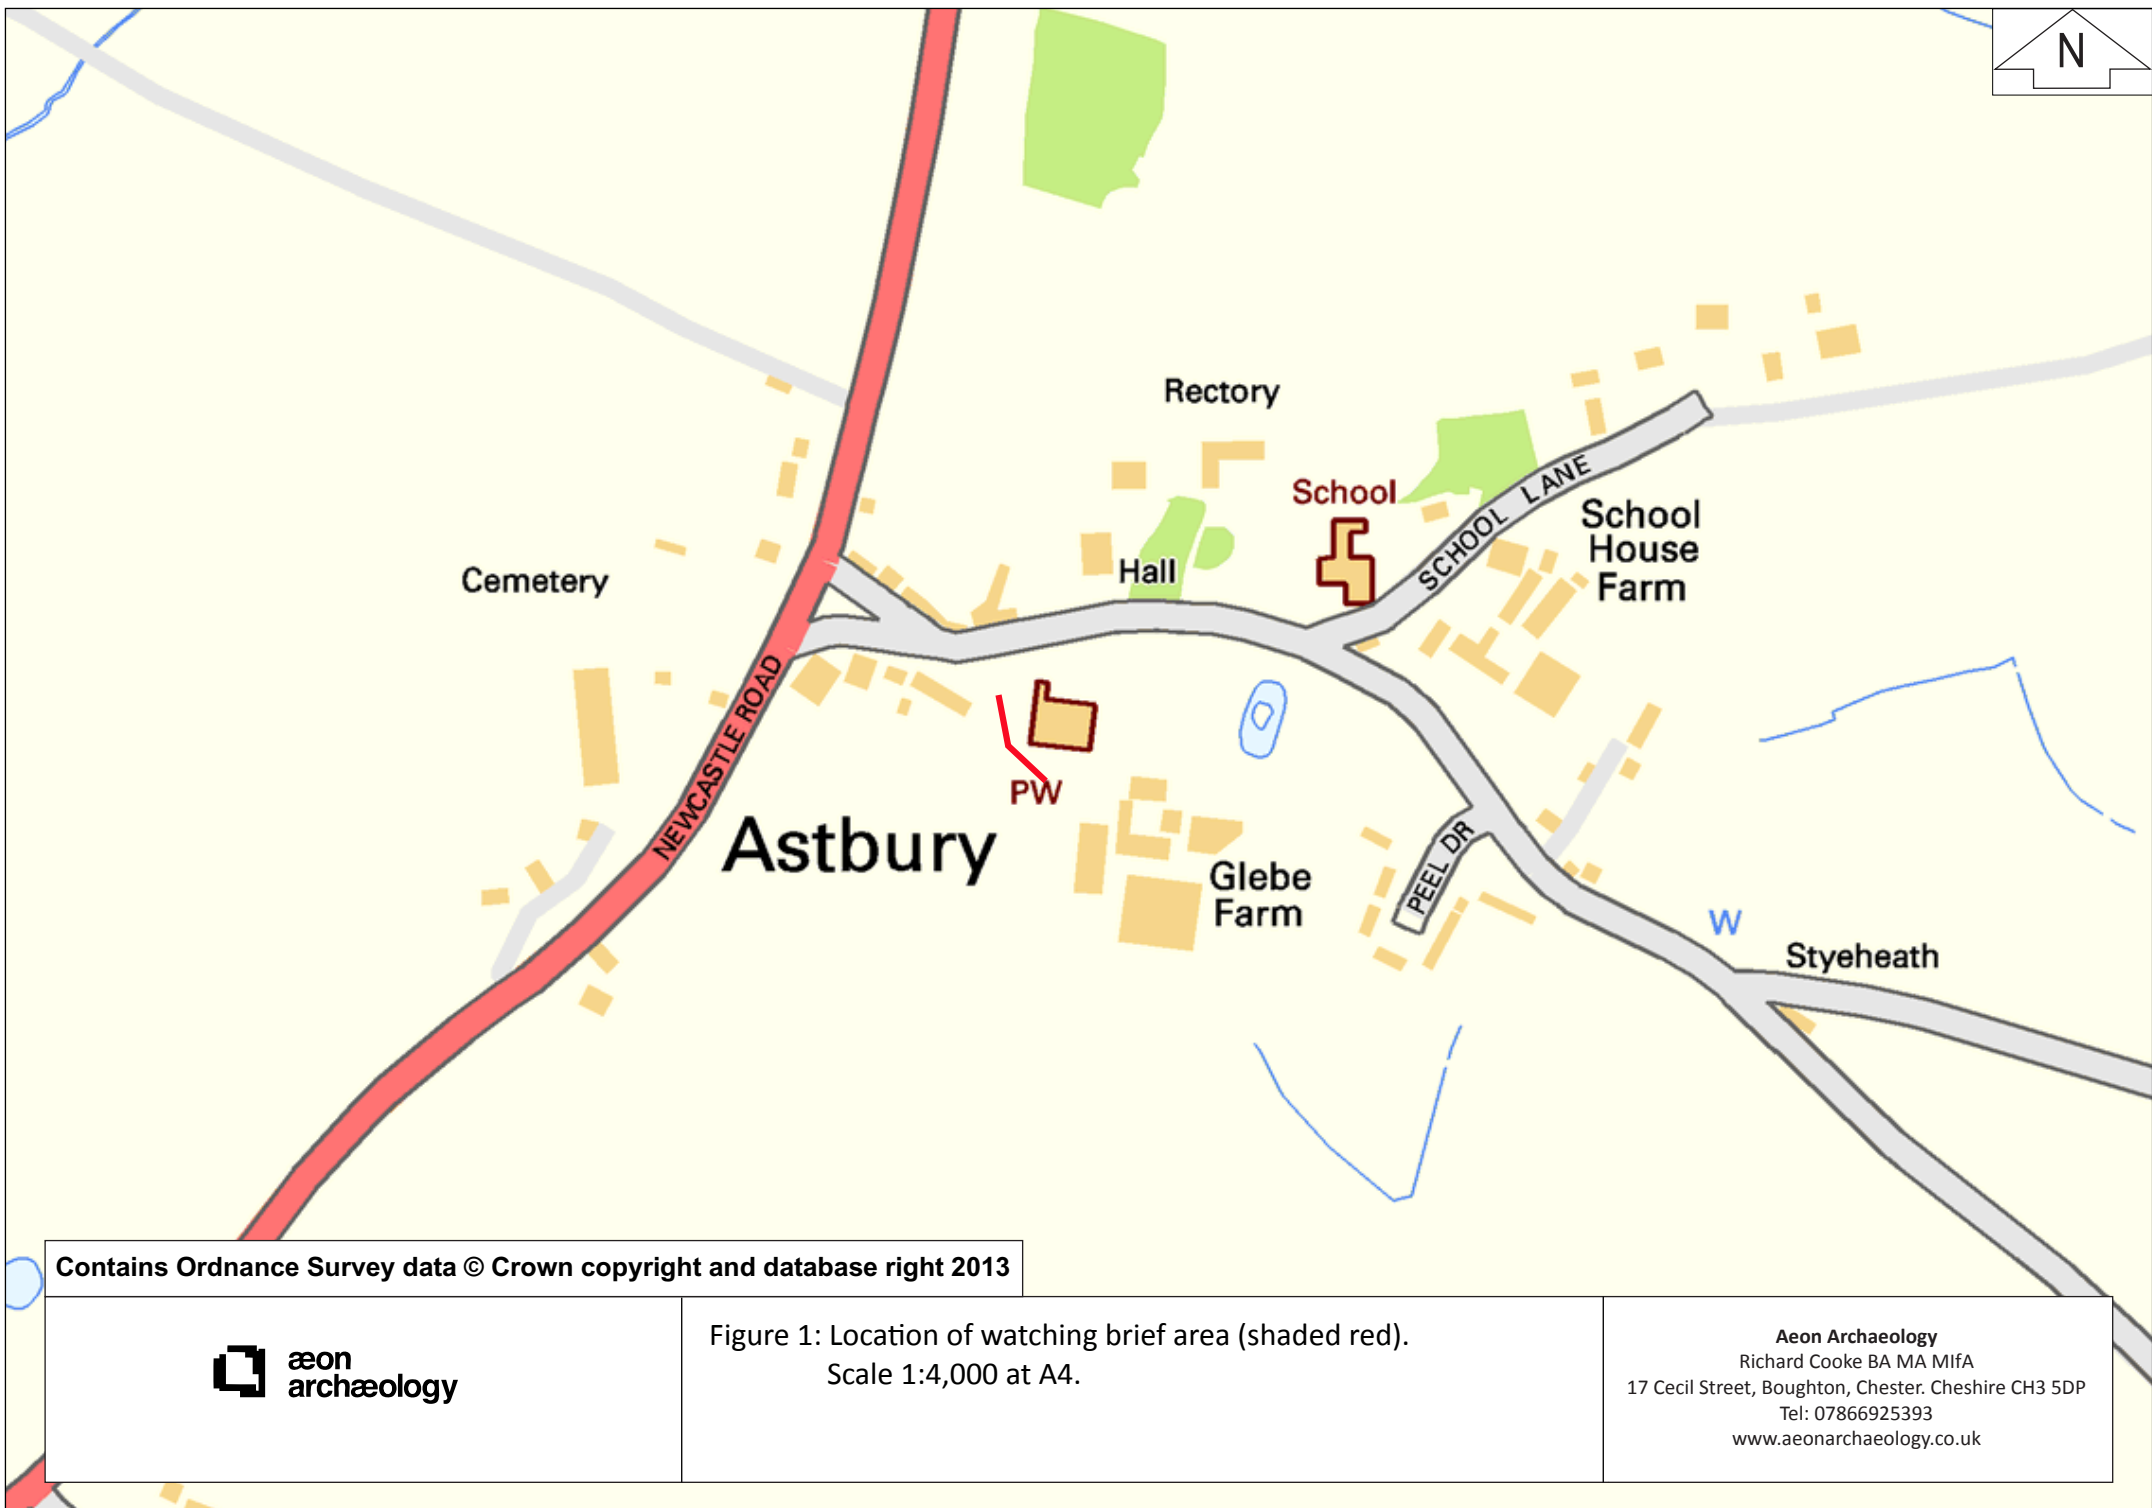 N
Rectory
School
SCHOOL LANE
School
House
Farm
Hall
Cemetery
NEWCASTLE ROAD
PW
Astbury
Glebe
Farm
PEEL DR
W
Styeheath
Contains Ordnance Survey data © Crown copyright and database right 2013
æon
archæology
Figure 1: Location of watching brief area (shaded red).
Scale 1:4,000 at A4.
Aeon Archaeology
Richard Cooke BA MA MIfA
17 Cecil Street, Boughton, Chester. Cheshire CH3 5DP
Tel: 07866925393
www.aeonarchaeology.co.uk